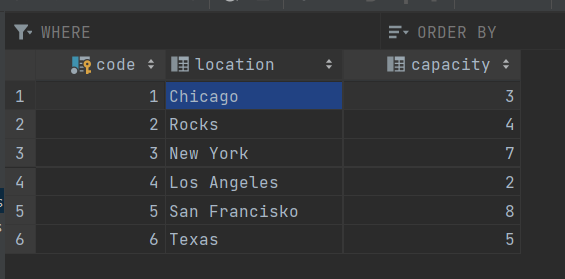 WHERE ORDER BY
code location capacity
1 1 Chicago 3
2 2 Rocks 4
3 3 New York 7
4 4 Los Angeles 2
5 5 San Francisko 8
6 6 Texas 5